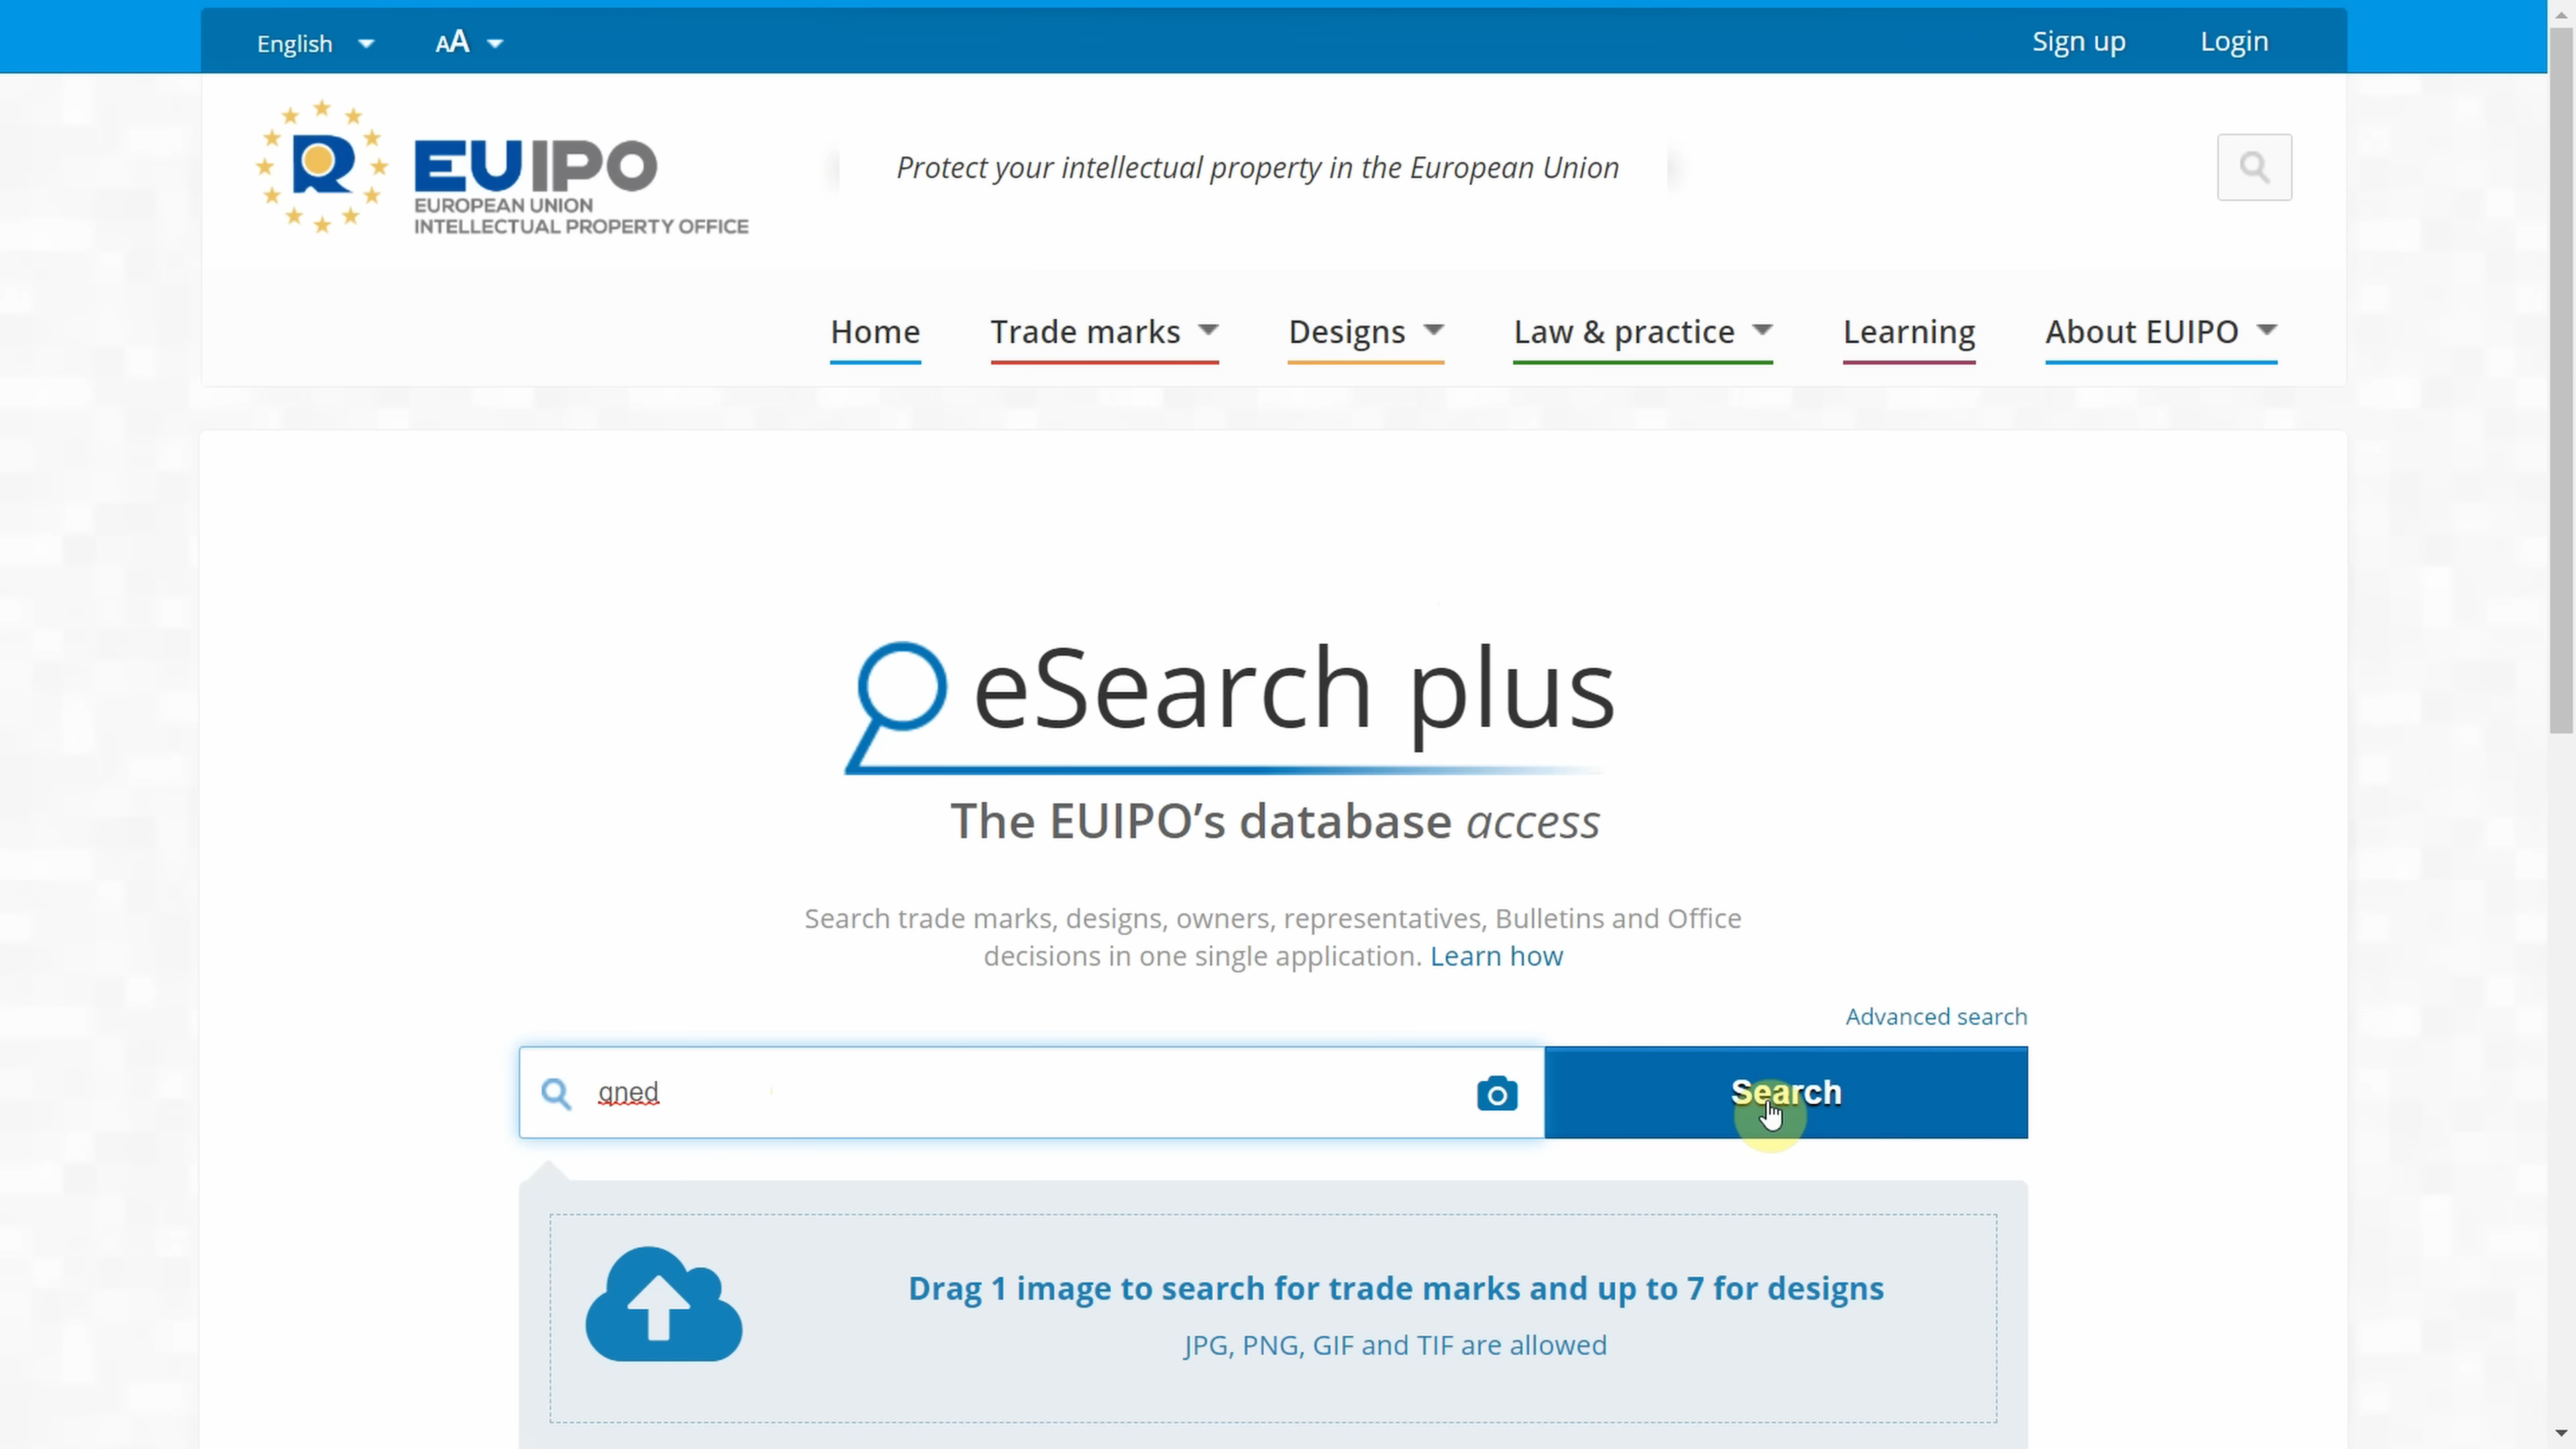 English
AA
Sign up
Login
R
EUIPO
EUROPEAN UNION
INTELLECTUAL PROPERTY OFFICE
Protect your intellectual property in the European Union
Home
Trade marks
Designs
Law & practice
Learning
About EUIPO
eSearch plus
The EUIPO’s database access
Search trade marks, designs, owners, representatives, Bulletins and Office
decisions in one single application. Learn how
Advanced search
qned
Search
Drag 1 image to search for trade marks and up to 7 for designs
JPG, PNG, GIF and TIF are allowed